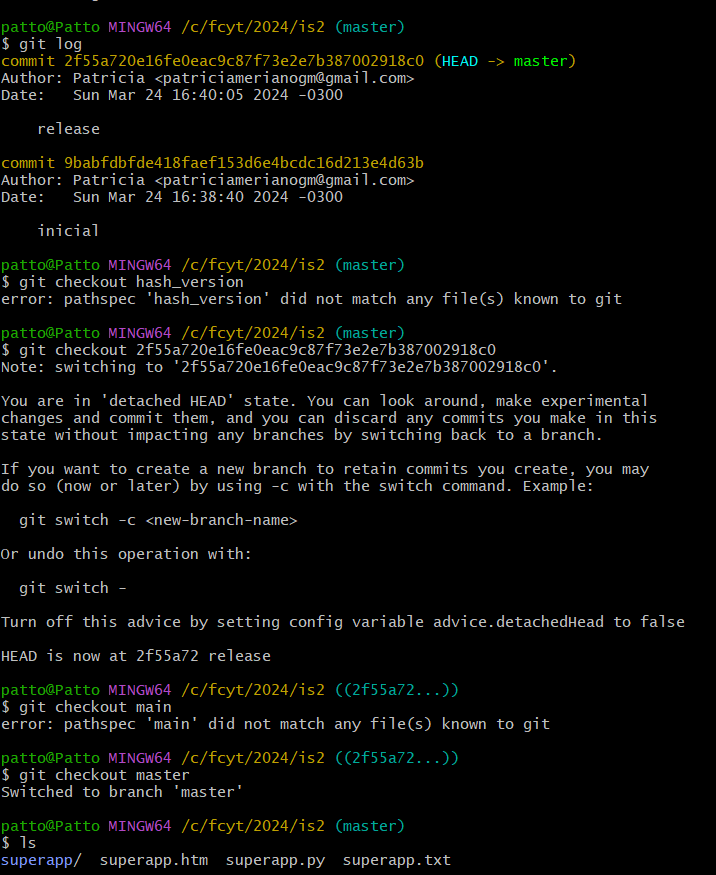 patto@Patto MINGW64 /c/fcyt/2024/is2 (master)
$ git log
commit 2f55a720e16fe0eac9c87f73e2e7b387002918c0 (HEAD -> master)
Author: Patricia <patriciamerianogm@gmail.com>
Date:   Sun Mar 24 16:40:05 2024 -0300
release
commit 9babfdbfde418faef153d6e4bcdc16d213e4d63b
Author: Patricia <patriciamerianogm@gmail.com>
Date:   Sun Mar 24 16:38:40 2024 -0300
inicial
patto@Patto MINGW64 /c/fcyt/2024/is2 (master)
$ git checkout hash_version
error: pathspec 'hash_version' did not match any file(s) known to git
patto@Patto MINGW64 /c/fcyt/2024/is2 (master)
$ git checkout 2f55a720e16fe0eac9c87f73e2e7b387002918c0
Note: switching to '2f55a720e16fe0eac9c87f73e2e7b387002918c0'.
You are in 'detached HEAD' state. You can look around, make experimental
changes and commit them, and you can discard any commits you make in this
state without impacting any branches by switching back to a branch.
If you want to create a new branch to retain commits you create, you may
do so (now or later) by using -c with the switch command. Example:
git switch -c <new-branch-name>
Or undo this operation with:
git switch -
Turn off this advice by setting config variable advice.detachedHead to false
HEAD is now at 2f55a72 release
patto@Patto MINGW64 /c/fcyt/2024/is2 ((2f55a72...))
$ git checkout main
error: pathspec 'main' did not match any file(s) known to git
patto@Patto MINGW64 /c/fcyt/2024/is2 ((2f55a72...))
$ git checkout master
Switched to branch 'master'
patto@Patto MINGW64 /c/fcyt/2024/is2 (master)
$ ls
superapp/  superapp.htm  superapp.py  superapp.txt